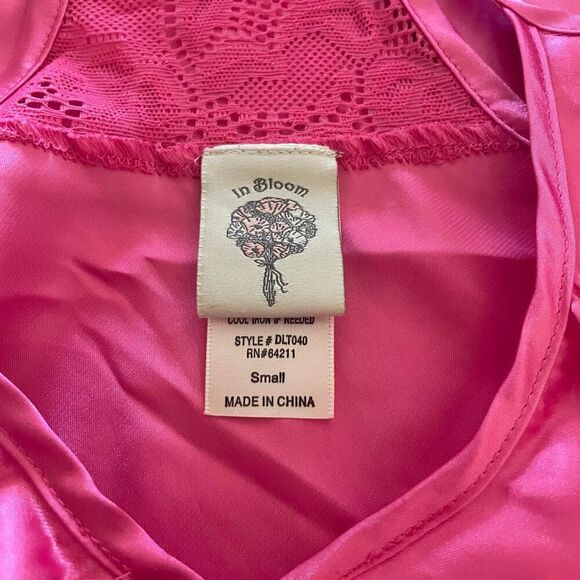 in Bloom
COOL IRON IF NEEDED
STYLE # DLT040
RN#64211
Small
MADE IN CHINA